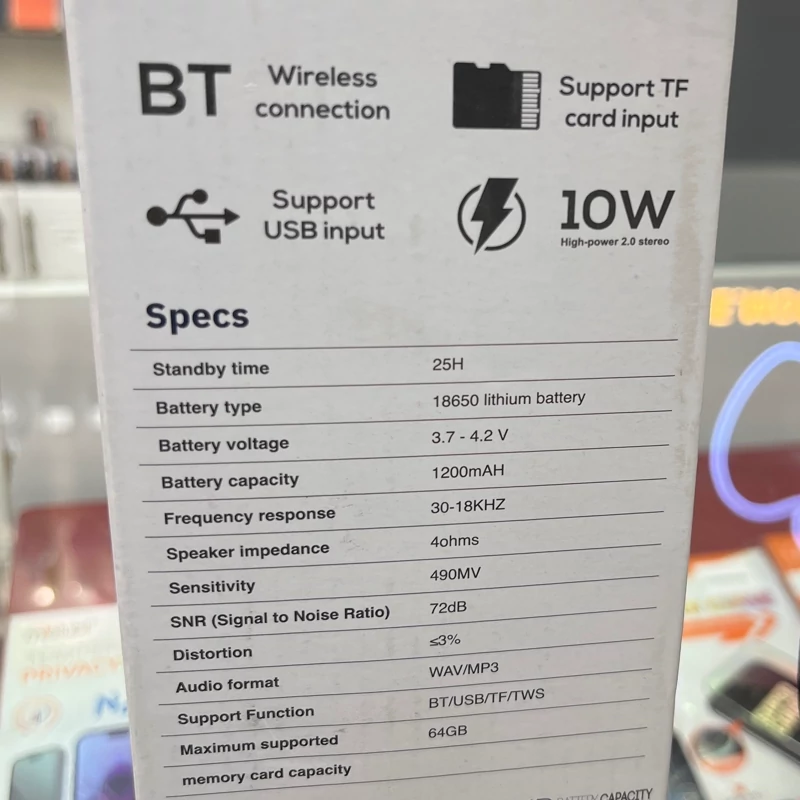 BT
Wireless
connection
Support TF
card input
Support
USB input
10W
High-power 2.0 stereo
Specs
Standby time 25H
Battery type 18650 lithium battery
Battery voltage 3.7 - 4.2 V
Battery capacity 1200mAH
Frequency response 30-18KHZ
Speaker impedance 4ohms
Sensitivity 490MV
SNR (Signal to Noise Ratio) 72dB
Distortion ≤3%
Audio format WAV/MP3
Support Function BT/USB/TF/TWS
Maximum supported 64GB
memory card capacity
CAPACITY
PRIVACY